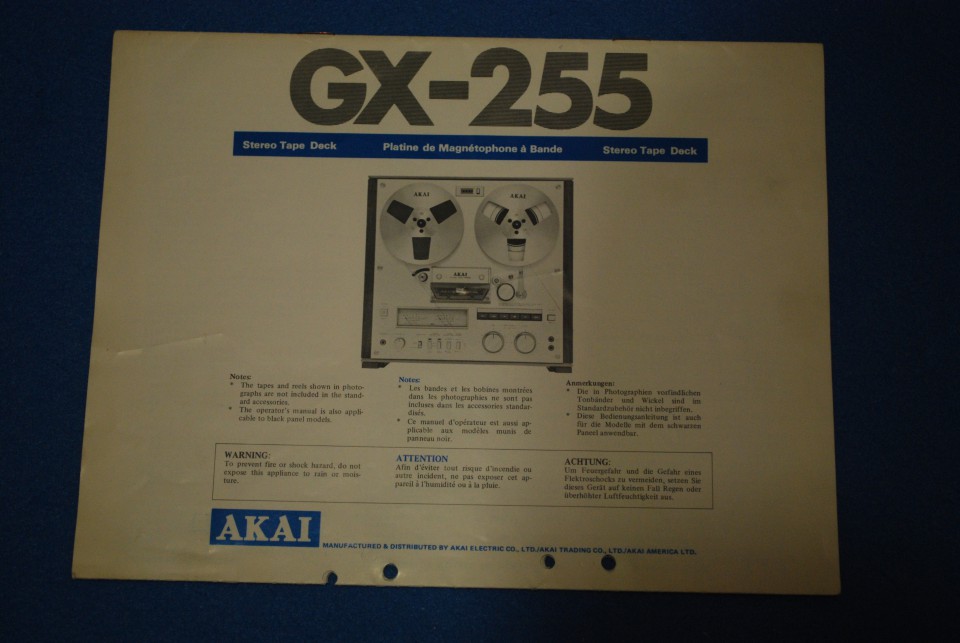 GX-255
Stereo Tape Deck
Platine de Magnétophone à Bande
Stereo Tape Deck
AKAI
AKAI
AKAI
Notes:
* The tapes and reels shown in photo-
graphs are not included in the stand-
ard accessories.
* The operator's manual is also appli-
cable to black panel models.
Notes:
* Les bandes et les bobines montrées
dans les photographies ne sont pas
incluses dans les accessoires standar-
disés.
* Ce manuel d'opérateur est aussi ap-
plicable aux modèles munis de
panneau noir.
Anmerkungen:
* Die in Photographien vorfindlichen
Tonbänder und Wickel sind im
Standardzubehör nicht inbegriffen.
* Diese Bedienungsanleitung ist auch
für die Modelle mit dem schwarzen
Paneel anwendbar.
WARNING:
To prevent fire or shock hazard, do not
expose this appliance to rain or mois-
ture.
ATTENTION
Afin d'éviter tout risque d'incendie ou
autre incident, ne pas exposer cet ap-
pareil à l'humidité ou à la pluie.
ACHTUNG:
Um Feuergefahr und die Gefahr eines
Elektroschocks zu vermeiden, setzen Sie
dieses Gerät auf keinen Fall Regen oder
überhöhter Luftfeuchtigkeit aus.
AKAI
MANUFACTURED & DISTRIBUTED BY AKAI ELECTRIC CO., LTD./AKAI TRADING CO., LTD./AKAI AMERICA LTD.